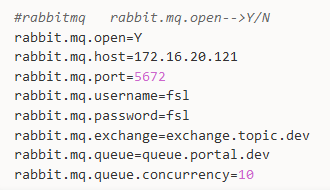 #rabbitmq   rabbit.mq.open-->Y/N
rabbit.mq.open=Y
rabbit.mq.host=172.16.20.121
rabbit.mq.port=5672
rabbit.mq.username=fsl
rabbit.mq.password=fsl
rabbit.mq.exchange=exchange.topic.dev
rabbit.mq.queue=queue.portal.dev
rabbit.mq.queue.concurrency=10